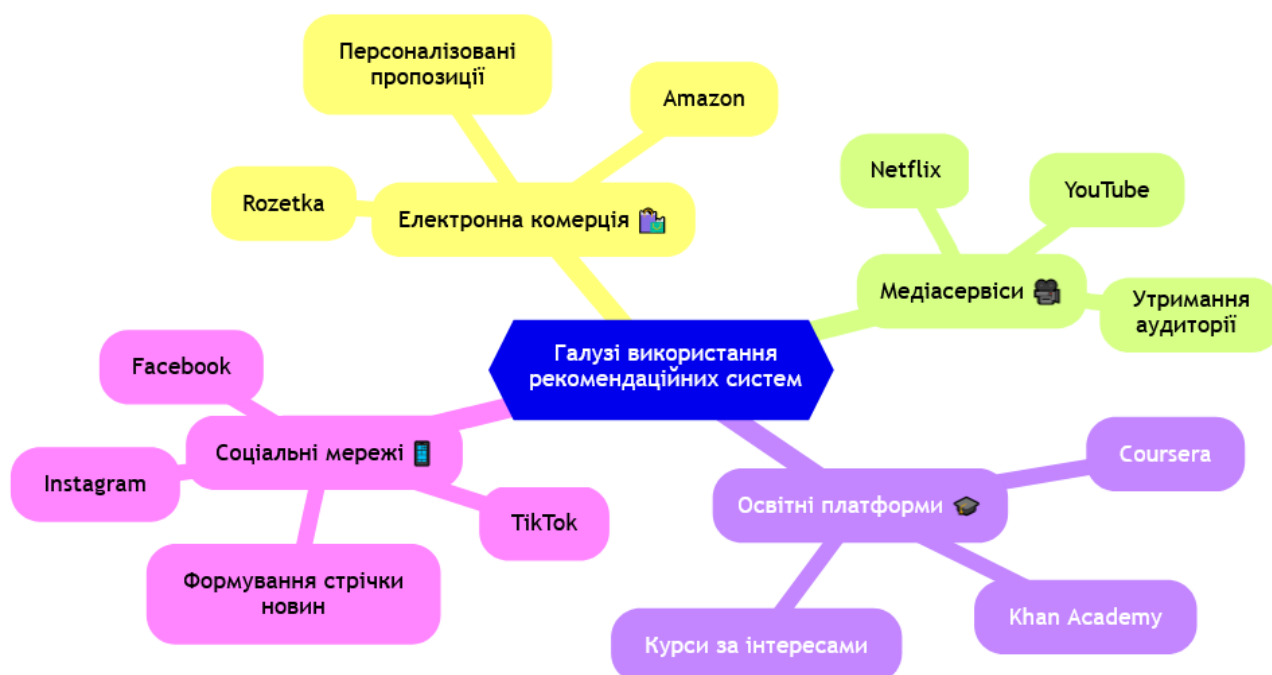 Персоналізовані
пропозиції
Amazon
Rozetka
Електронна комерція
Netflix
YouTube
Медіасервіси
Утримання
аудиторії
Галузі використання
рекомендаційних систем
Facebook
Соціальні мережі
Instagram
TikTok
Формування стрічки
новин
Освітні платформи
Coursera
Khan Academy
Курси за інтересами